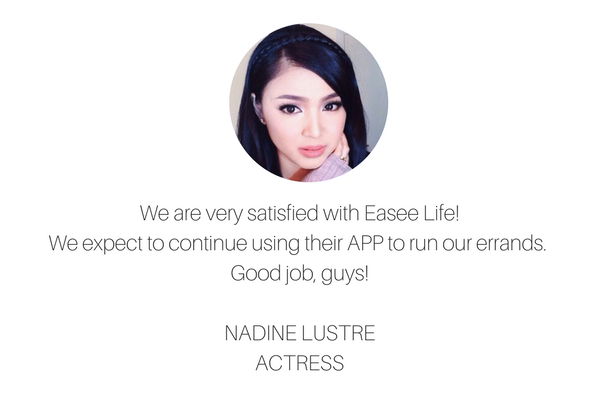 We are very satisfied with Easee Life!
We expect to continue using their APP to run our errands.
Good job, guys!
NADINE LUSTRE
ACTRESS